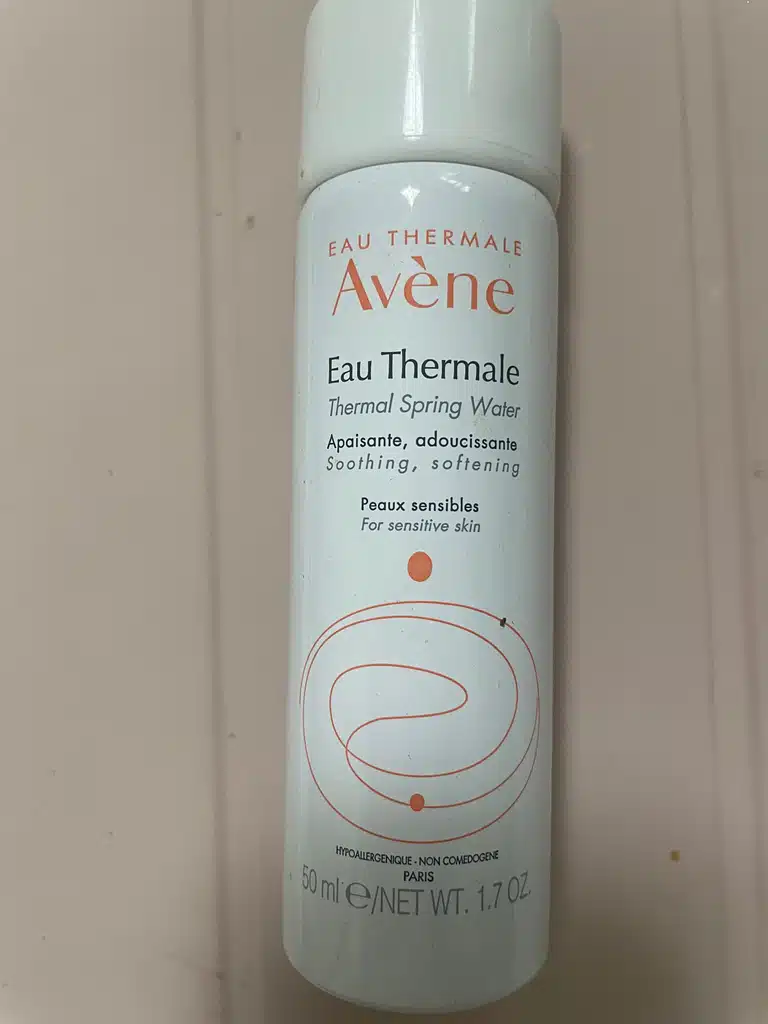 EAU THERMALE
Avène
Eau Thermale
Thermal Spring Water
Apaisante, adoucissante
Soothing, softening
Peaux sensibles
For sensitive skin
HYPOALLERGENIQUE - NON COMEDOGENE
PARIS
50 ml e/NET WT. 1.7 OZ.